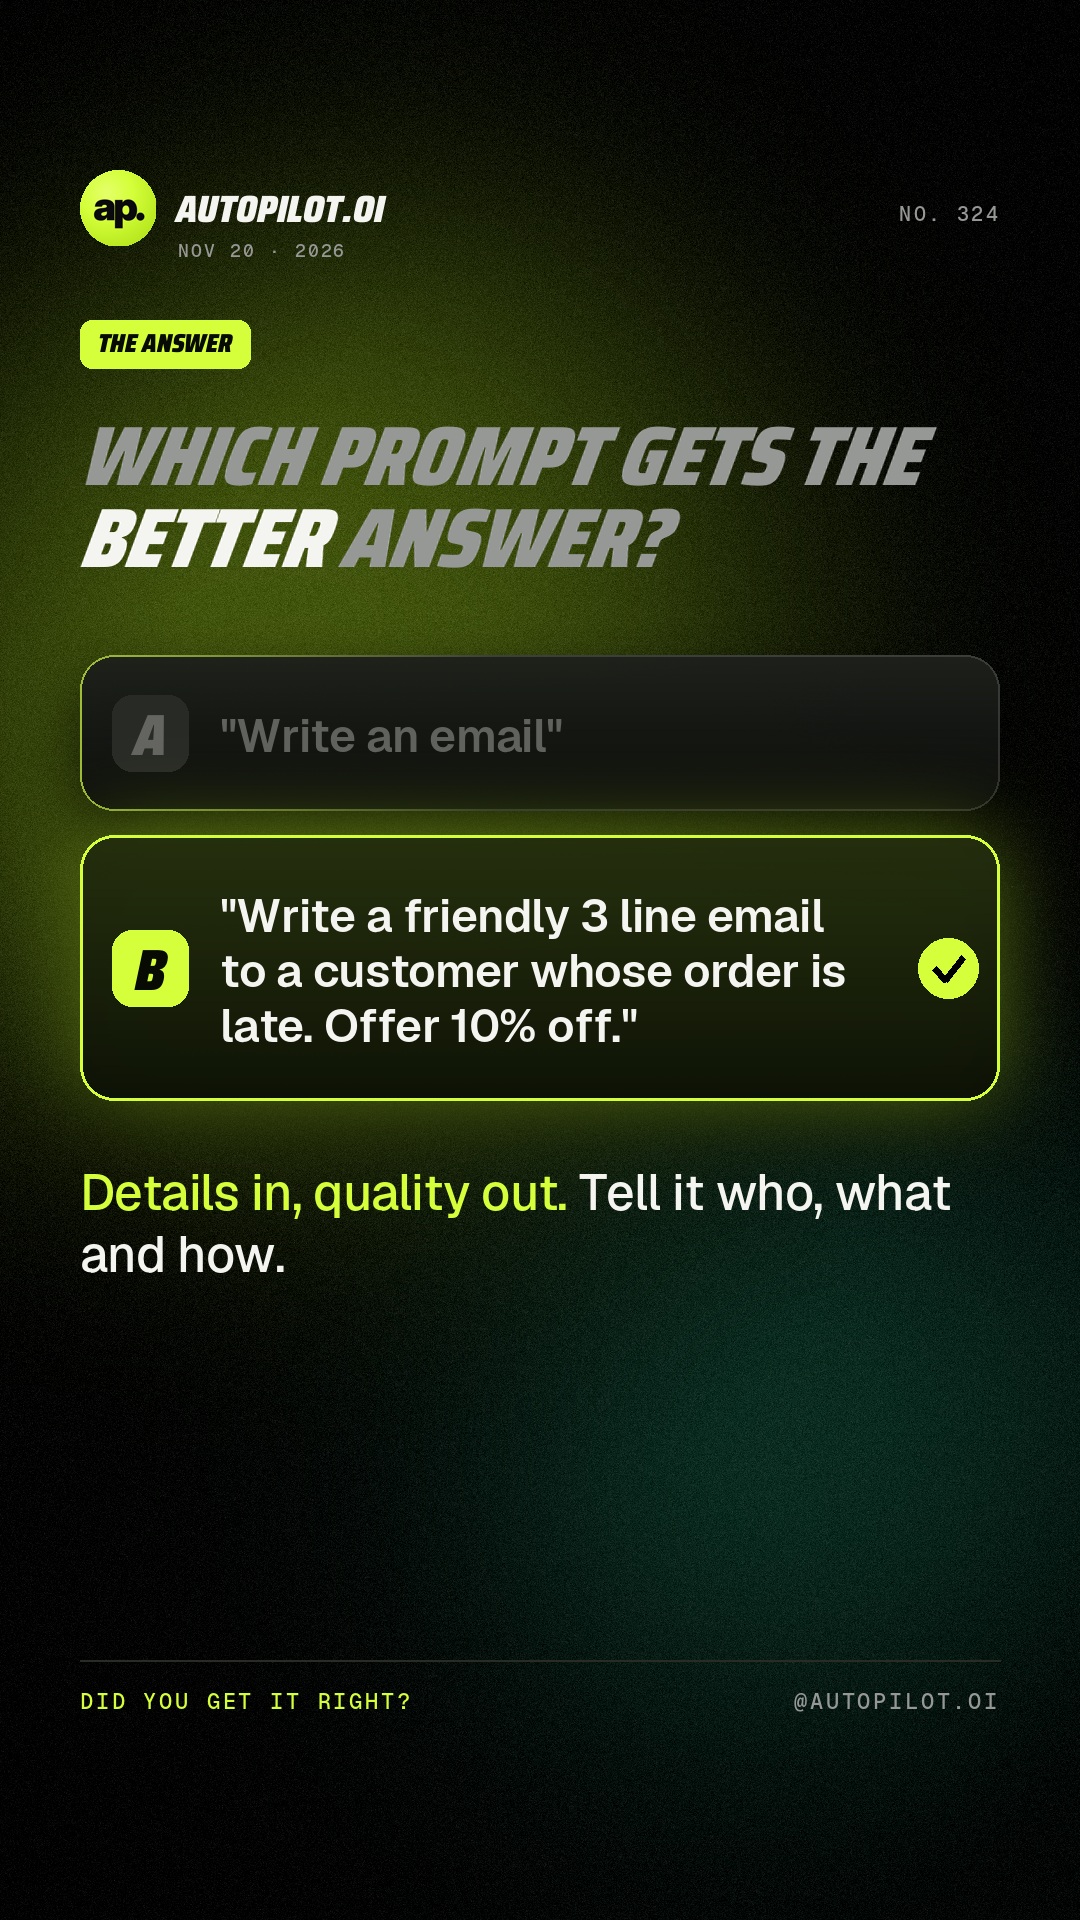 ap.
AUTOPILOT.OI
NO. 324
NOV 20 · 2026
THE ANSWER
WHICH PROMPT GETS THE
BETTER ANSWER?
A
"Write an email"
B
"Write a friendly 3 line email
to a customer whose order is
late. Offer 10% off."
Details in, quality out. Tell it who, what
and how.
DID YOU GET IT RIGHT?
@AUTOPILOT.OI